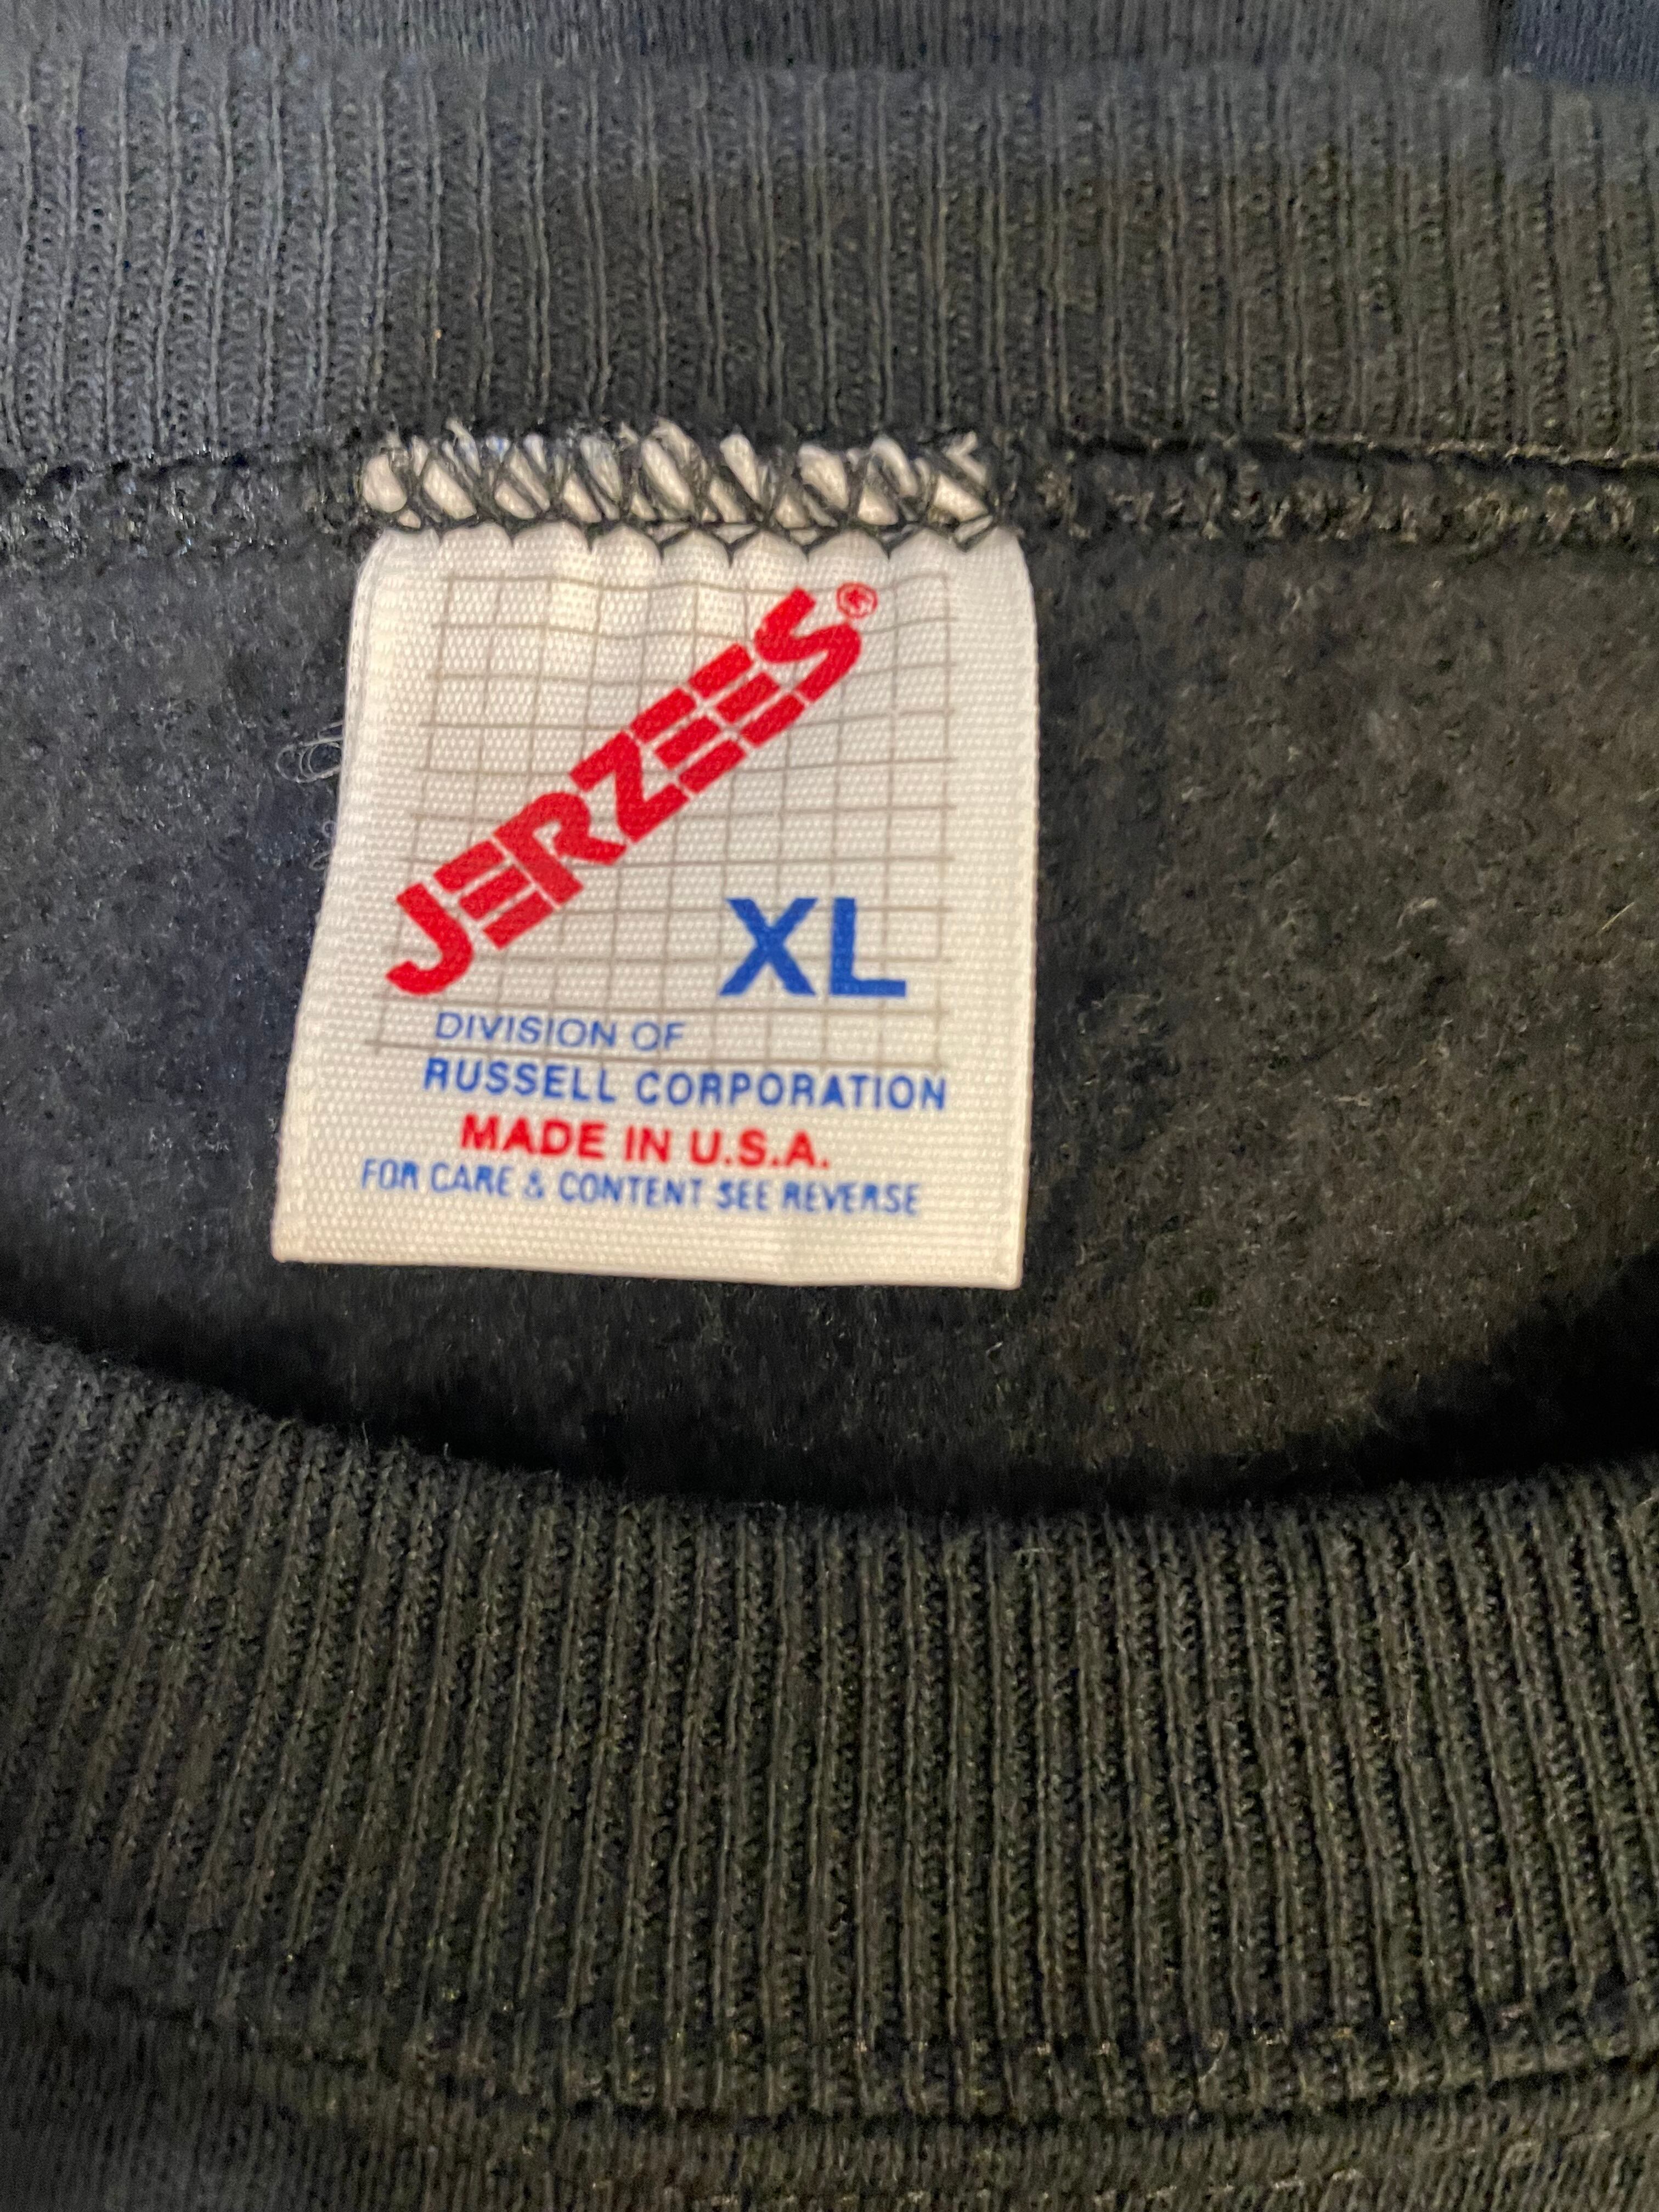 JERZEES®
XL
DIVISION OF
RUSSELL CORPORATION
MADE IN U.S.A.
FOR CARE & CONTENT SEE REVERSE